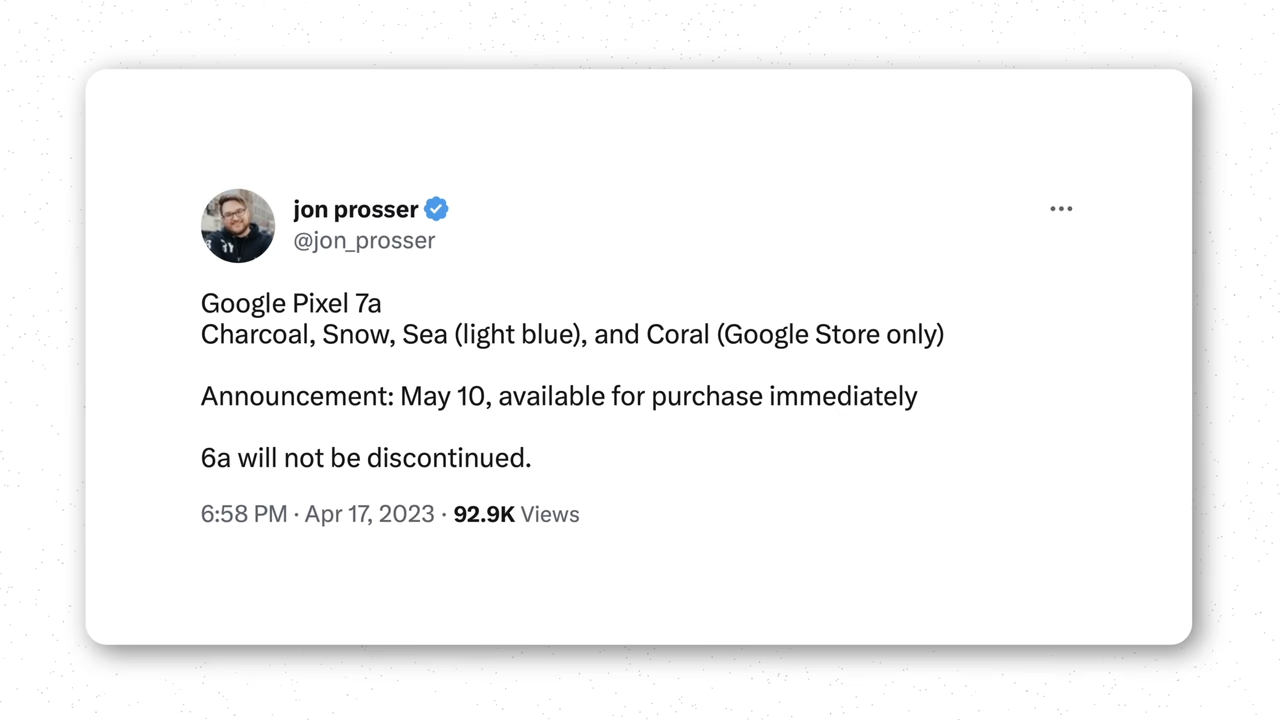 jon prosser
@jon_prosser
Google Pixel 7a
Charcoal, Snow, Sea (light blue), and Coral (Google Store only)
Announcement: May 10, available for purchase immediately
6a will not be discontinued.
6:58 PM · Apr 17, 2023 · 92.9K Views